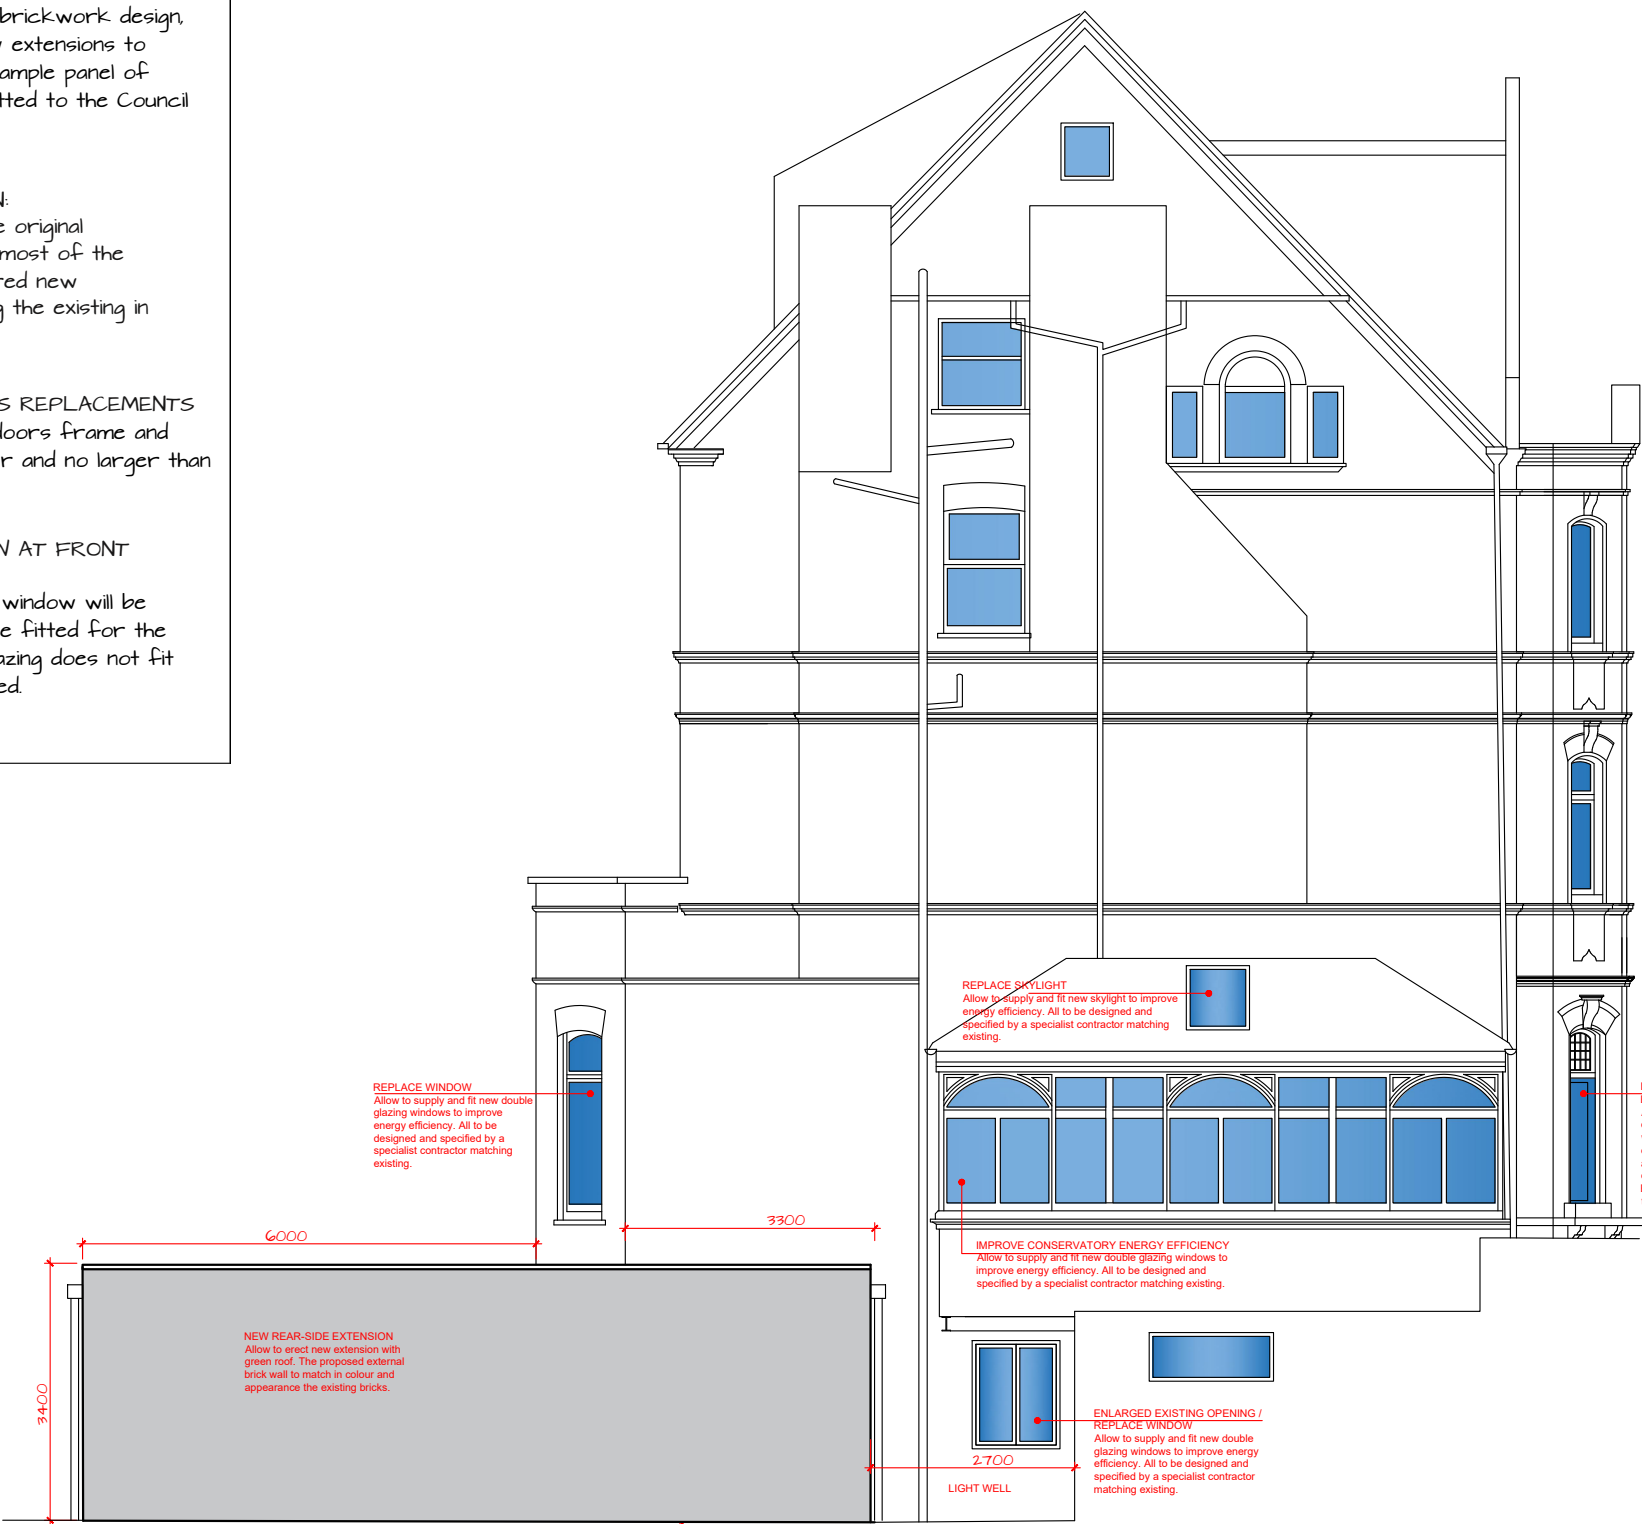 brickwork design,
extensions to
ample panel of
tted to the Council
N:
e original
most of the
red new
g the existing in
S REPLACEMENTS
doors frame and
r and no larger than
N AT FRONT
window will be
e fitted for the
azing does not fit
ed.
REPLACE SKYLIGHT
Allow to supply and fit new skylight to improve
energy efficiency. All to be designed and
specified by a specialist contractor matching
existing.
REPLACE WINDOW
Allow to supply and fit new double
glazing windows to improve
energy efficiency. All to be
designed and specified by a
specialist contractor matching
existing.
6000
3300
IMPROVE CONSERVATORY ENERGY EFFICIENCY
Allow to supply and fit new double glazing windows to
improve energy efficiency. All to be designed and
specified by a specialist contractor matching existing.
NEW REAR-SIDE EXTENSION
Allow to erect new extension with
green roof. The proposed external
brick wall to match in colour and
appearance the existing bricks.
3400
ENLARGED EXISTING OPENING /
REPLACE WINDOW
Allow to supply and fit new double
glazing windows to improve energy
efficiency. All to be designed and
specified by a specialist contractor
matching existing.
2700
LIGHT WELL